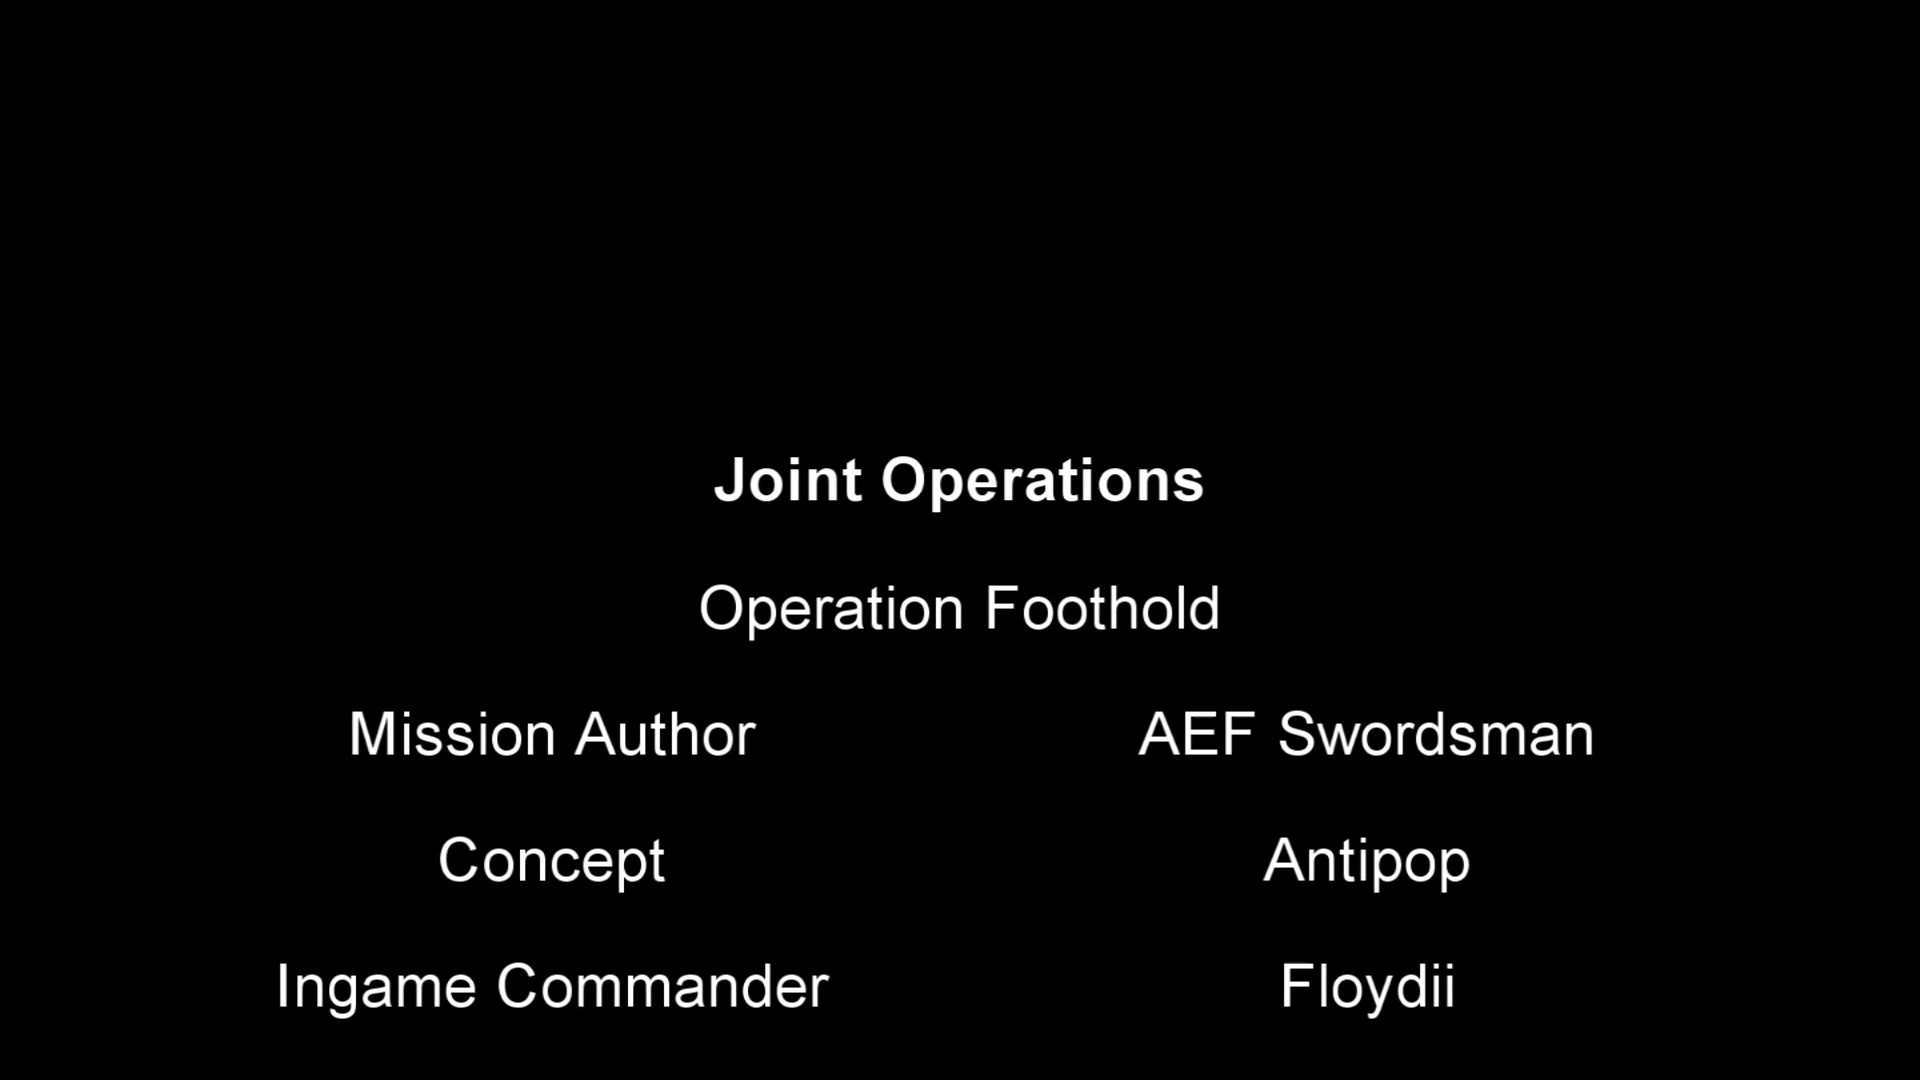 Joint Operations
Operation Foothold
Mission Author AEF Swordsman
Concept Antipop
Ingame Commander Floydii